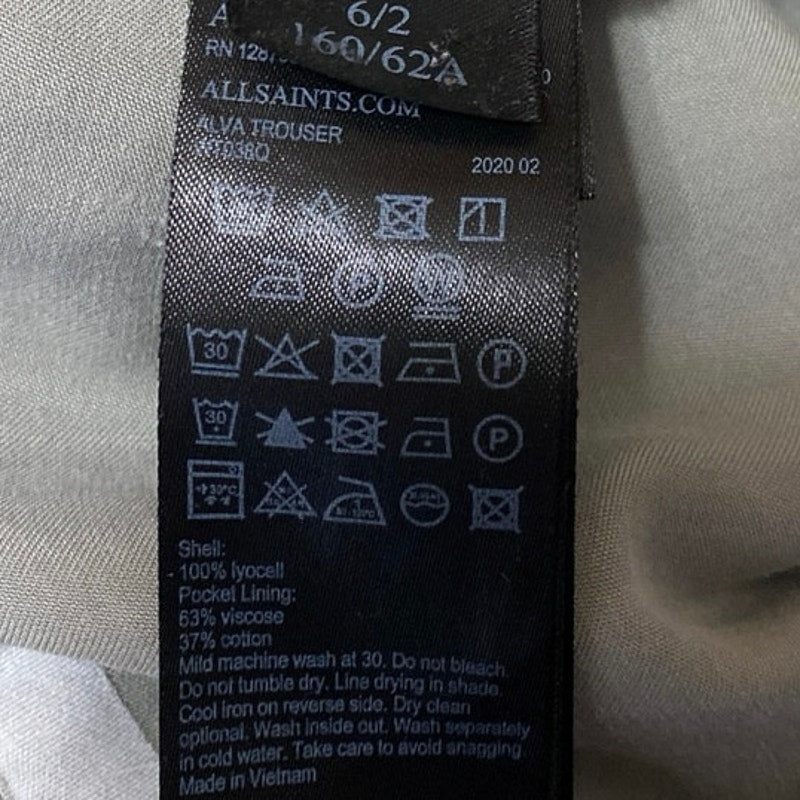 6/2
160/62A
ALLSAINTS.COM
TROUSER
2020 02
30
P
30
P
Shell:
100% lyocell
Pocket Lining:
63% viscose
37% cotton
Mild machine wash at 30. Do not bleach.
Do not tumble dry. Line drying in shade.
Cool iron on reverse side. Dry clean
optional. Wash inside out. Wash separately
in cold water. Take care to avoid snagging.
Made in Vietnam